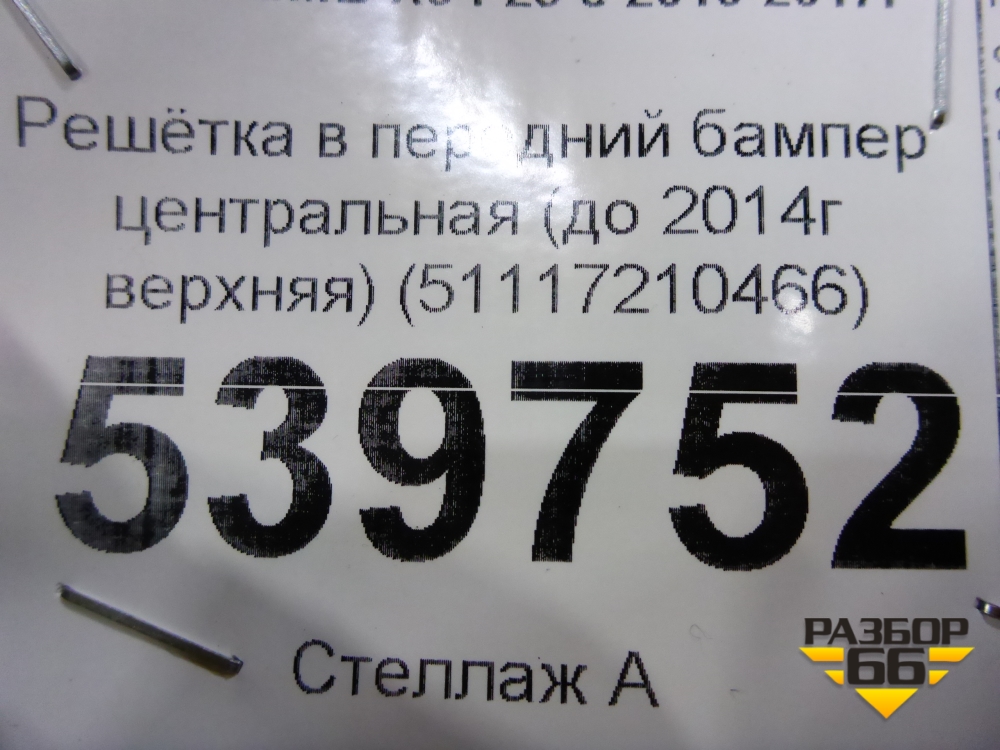 Решётка в передний бампер
центральная (до 2014г
верхняя) (51117210466)
539752
Стеллаж А
РАЗБОР
66